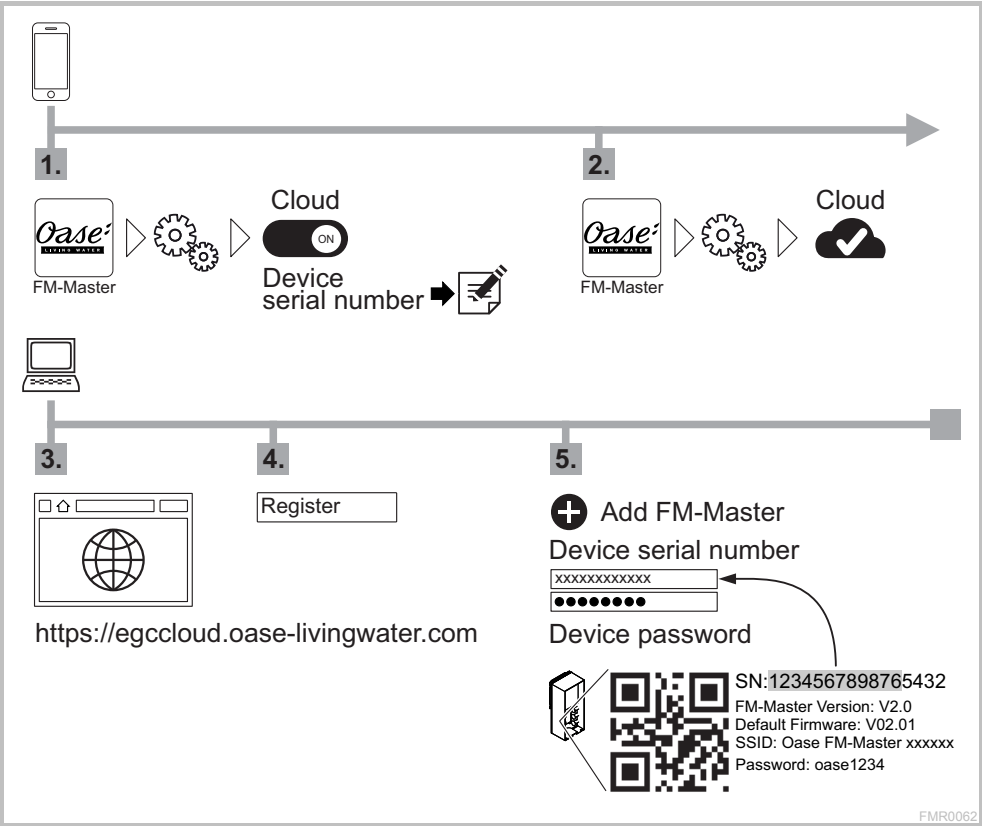 1.
2.
Oase
LIVING WATER
FM-Master
Cloud
ON
Device
serial number
Oase
LIVING WATER
FM-Master
Cloud
3.
4.
5.
Register
https://egccloud.oase-livingwater.com
Add FM-Master
Device serial number
xxxxxxxxxxxx
●●●●●●●●
Device password
SN:1234567898765432
FM-Master Version: V2.0
Default Firmware: V02.01
SSID: Oase FM-Master xxxxxx
Password: oase1234
FMR0062